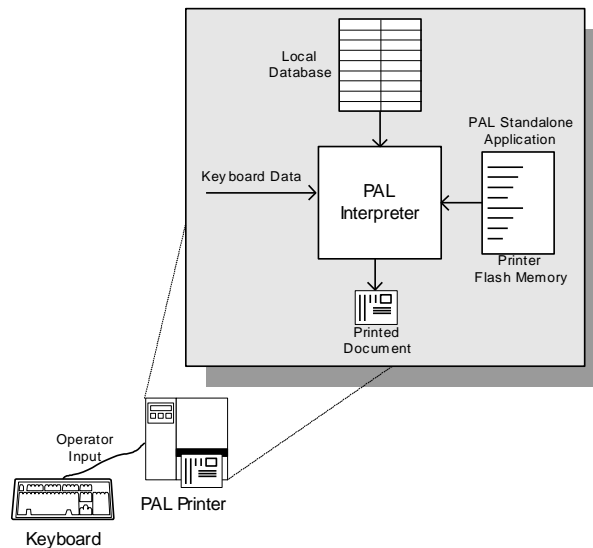 Local
Database
PAL Standalone
Application
Keyboard Data
PAL
Interpreter
Printer
Flash Memory
Printed
Document
Operator
Input
PAL Printer
Keyboard